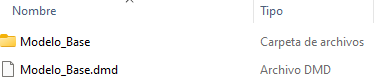 Nombre Tipo
Modelo_Base Carpeta de archivos
Modelo_Base.dmd Archivo DMD